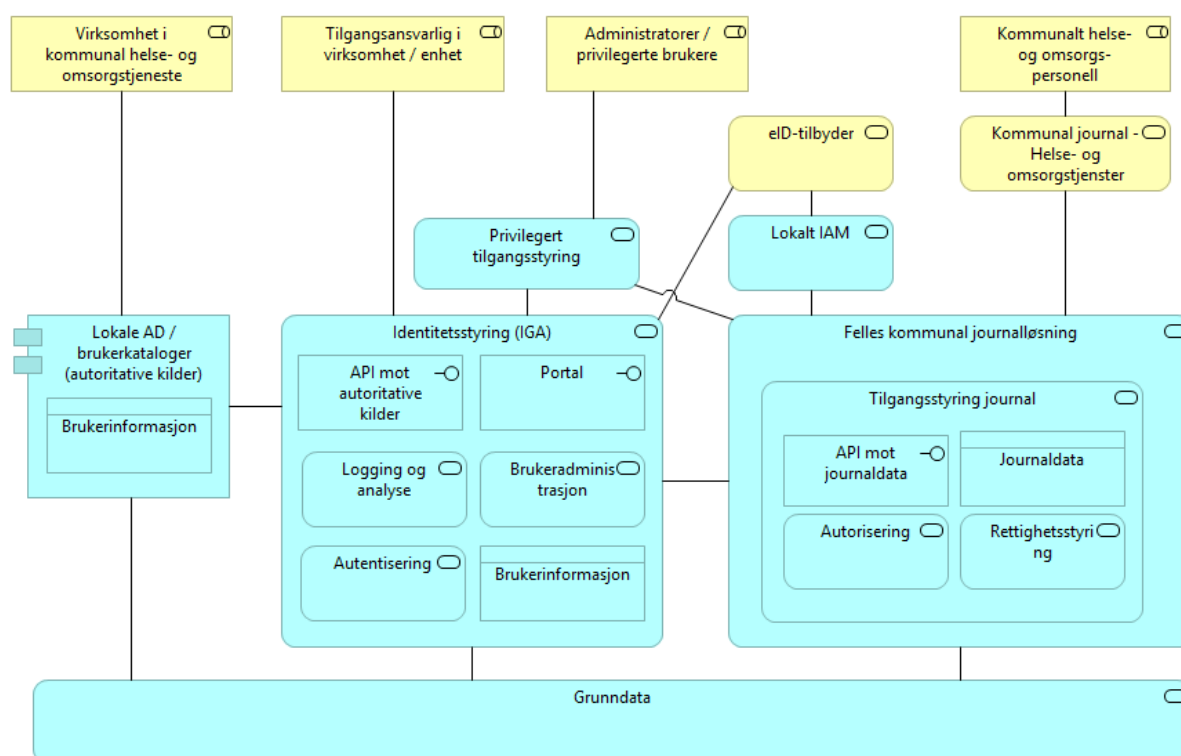 Virksomhet i
kommunal helse- og
omsorgstjeneste
Tilgangsansvarlig i
virksomhet / enhet
Administratorer /
privilegerte brukere
Kommunalt helse-
og omsorgs-
personell
eID-tilbyder
Kommunal journal -
Helse- og
omsorgstjenster
Privilegert
tilgangsstyring
Lokalt IAM
Lokale AD /
brukerkataloger
(autoritative kilder)
Brukerinformasjon
Identitetsstyring (IGA)
API mot
autoritative
kilder
Portal
Logging og
analyse
Brukeradminis
trasjon
Autentisering
Brukerinformasjon
Felles kommunal journalløsning
Tilgangsstyring journal
API mot
journaldata
Journaldata
Autorisering
Rettighetsstyri
ng
Grunndata